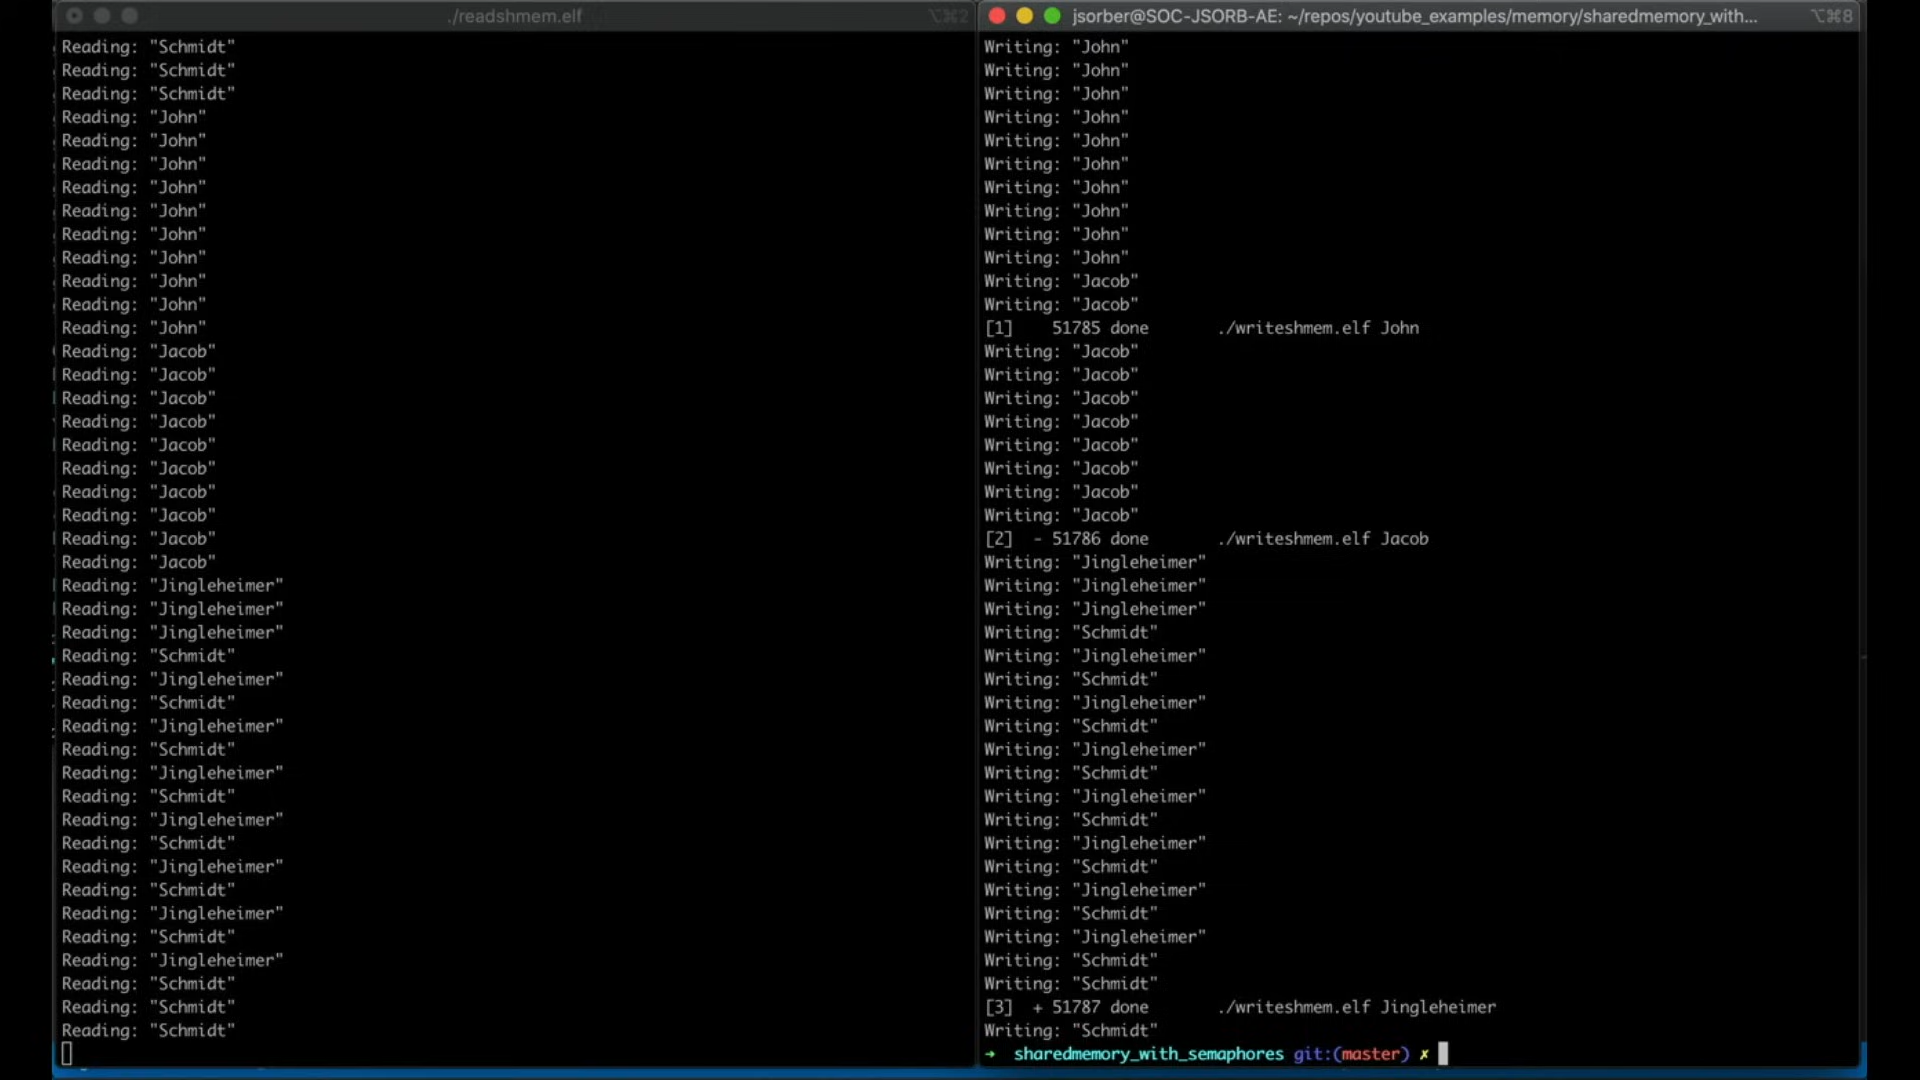 ./readshmem.elf
⌥⌘2
Reading: "Schmidt"
Reading: "Schmidt"
Reading: "Schmidt"
Reading: "John"
Reading: "John"
Reading: "John"
Reading: "John"
Reading: "John"
Reading: "John"
Reading: "John"
Reading: "John"
Reading: "John"
Reading: "John"
Reading: "Jacob"
Reading: "Jacob"
Reading: "Jacob"
Reading: "Jacob"
Reading: "Jacob"
Reading: "Jacob"
Reading: "Jacob"
Reading: "Jacob"
Reading: "Jacob"
Reading: "Jacob"
Reading: "Jingleheimer"
Reading: "Jingleheimer"
Reading: "Jingleheimer"
Reading: "Schmidt"
Reading: "Jingleheimer"
Reading: "Schmidt"
Reading: "Jingleheimer"
Reading: "Schmidt"
Reading: "Jingleheimer"
Reading: "Schmidt"
Reading: "Jingleheimer"
Reading: "Schmidt"
Reading: "Jingleheimer"
Reading: "Schmidt"
Reading: "Jingleheimer"
Reading: "Schmidt"
Reading: "Jingleheimer"
Reading: "Schmidt"
Reading: "Schmidt"
Reading: "Schmidt"
jsorber@SOC-JSORB-AE: ~/repos/youtube_examples/memory/sharedmemory_with...
⌥⌘8
Writing: "John"
Writing: "John"
Writing: "John"
Writing: "John"
Writing: "John"
Writing: "John"
Writing: "John"
Writing: "John"
Writing: "John"
Writing: "John"
Writing: "Jacob"
Writing: "Jacob"
[1]    51785 done       ./writeshmem.elf John
Writing: "Jacob"
Writing: "Jacob"
Writing: "Jacob"
Writing: "Jacob"
Writing: "Jacob"
Writing: "Jacob"
Writing: "Jacob"
Writing: "Jacob"
[2]  - 51786 done       ./writeshmem.elf Jacob
Writing: "Jingleheimer"
Writing: "Jingleheimer"
Writing: "Jingleheimer"
Writing: "Schmidt"
Writing: "Jingleheimer"
Writing: "Schmidt"
Writing: "Jingleheimer"
Writing: "Schmidt"
Writing: "Jingleheimer"
Writing: "Schmidt"
Writing: "Jingleheimer"
Writing: "Schmidt"
Writing: "Jingleheimer"
Writing: "Schmidt"
Writing: "Jingleheimer"
Writing: "Schmidt"
Writing: "Jingleheimer"
Writing: "Schmidt"
Writing: "Schmidt"
[3]  + 51787 done       ./writeshmem.elf Jingleheimer
Writing: "Schmidt"
→  sharedmemory_with_semaphores git:(master) ✗